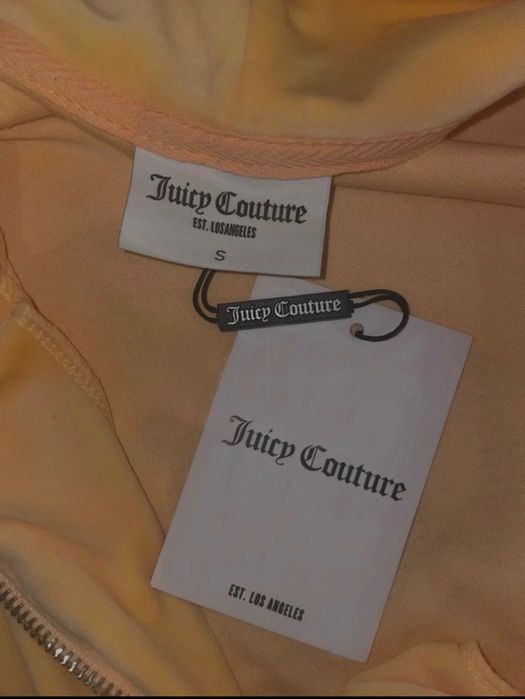 Juicy Couture
EST. LOSANGELES
S
Juicy Couture
Juicy Couture
EST. LOS ANGELES